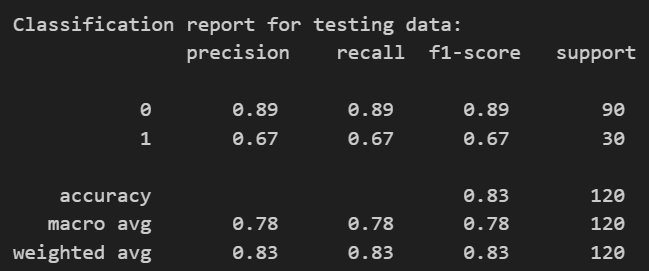 Classification report for testing data:
precision recall f1-score support
0 0.89 0.89 0.89 90
1 0.67 0.67 0.67 30
accuracy 0.83 120
macro avg 0.78 0.78 0.78 120
weighted avg 0.83 0.83 0.83 120